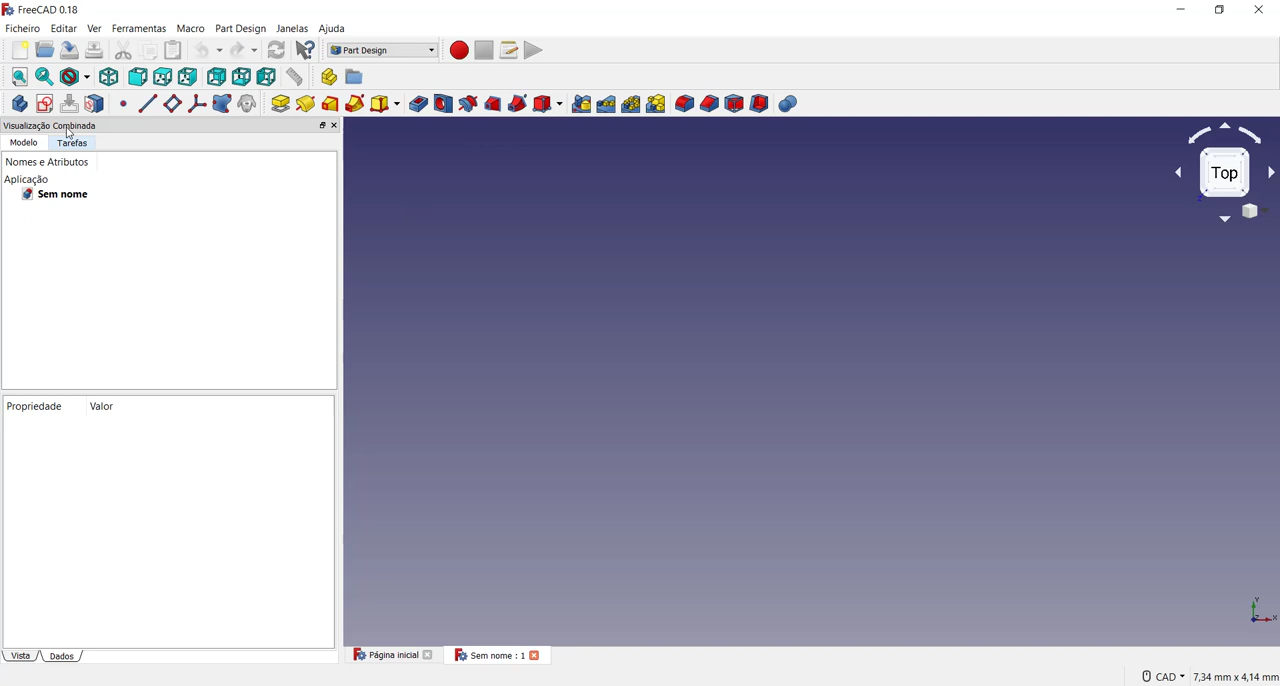 FreeCAD 0.18
Ficheiro Editar Ver Ferramentas Macro Part Design Janelas Ajuda
Part Design
Visualização Combinada
Modelo Tarefas
Nomes e Atributos
Aplicação
Sem nome
Top
Z
Propriedade Valor
Y
Z X
Vista Dados
Página inicial Sem nome : 1
CAD 7,34 mm x 4,14 mm